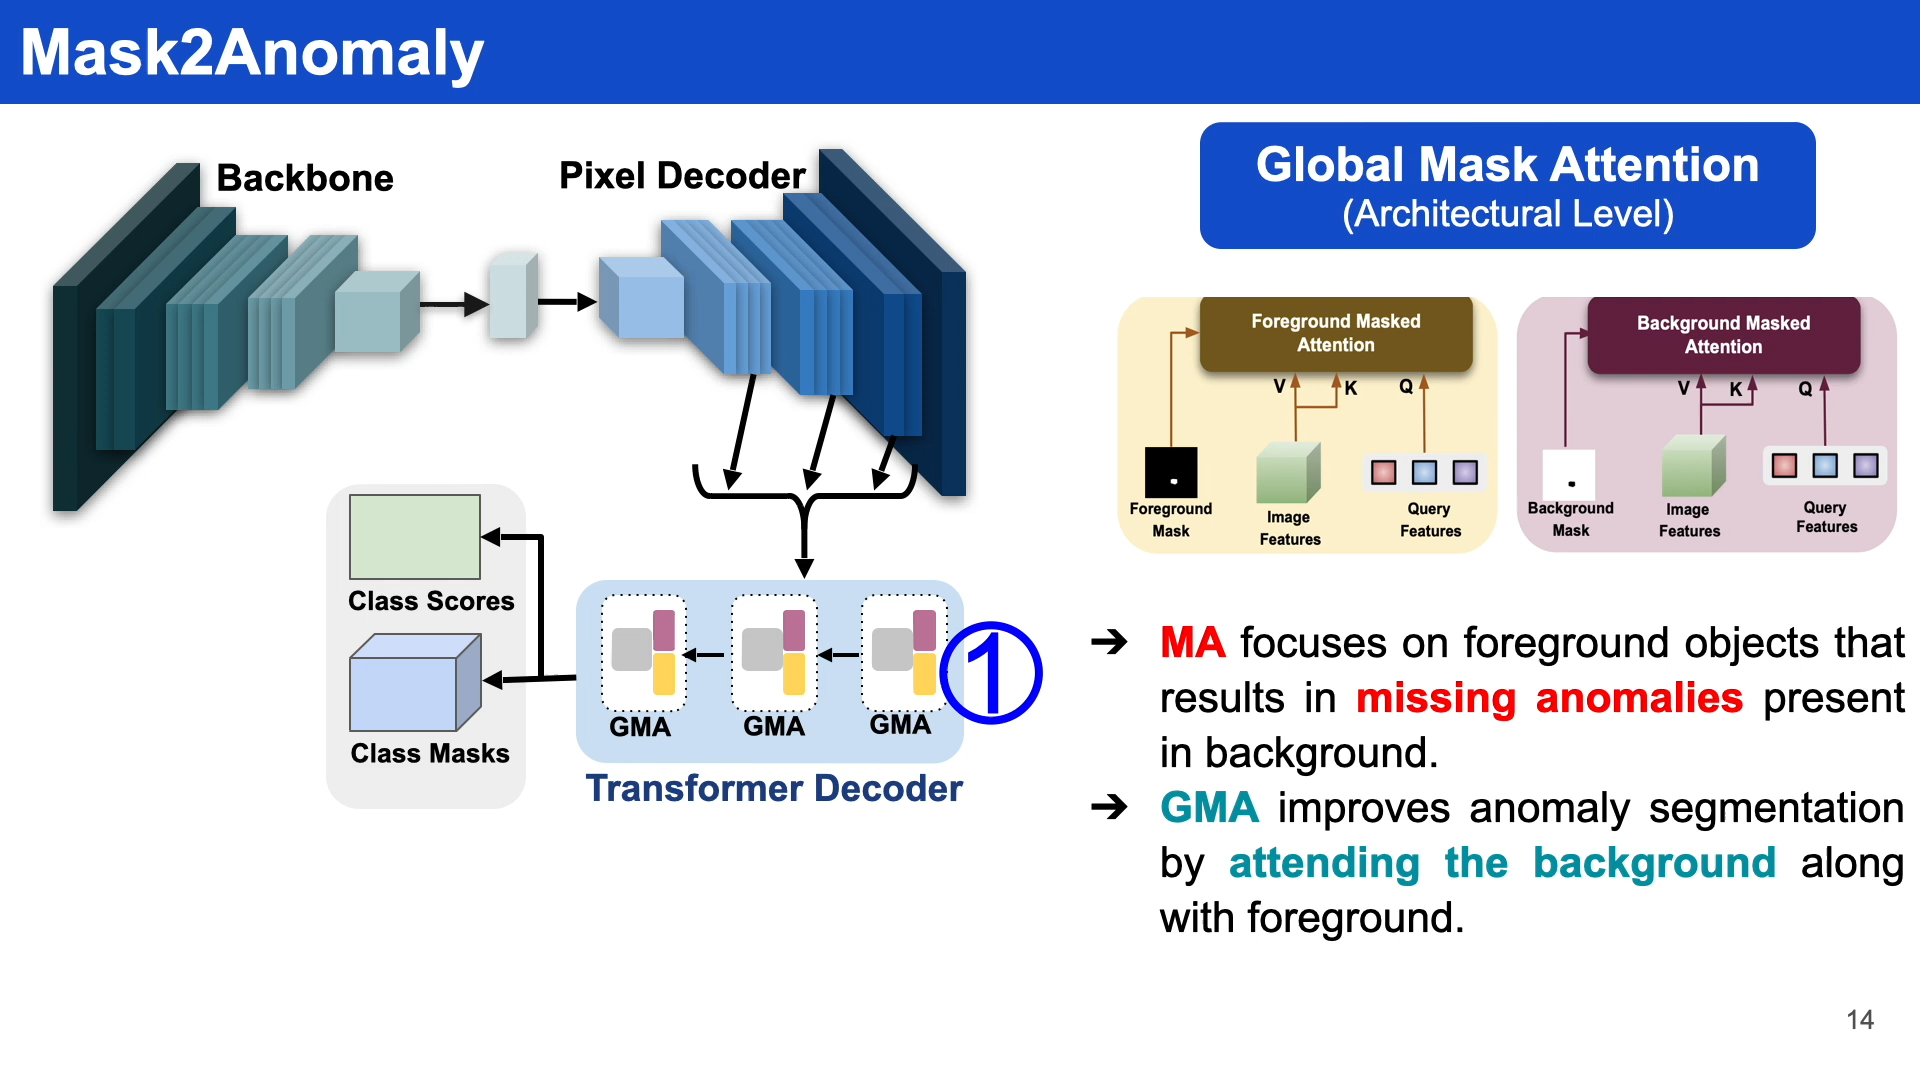 Mask2Anomaly
Backbone
Pixel Decoder
Global Mask Attention
(Architectural Level)
Foreground Masked
Attention
V
K
Q
Foreground
Mask
Image
Features
Query
Features
Background Masked
Attention
V
K
Q
Background
Mask
Image
Features
Query
Features
Class Scores
Class Masks
GMA
GMA
GMA
1
Transformer Decoder
➔ MA focuses on foreground objects that
results in missing anomalies present
in background.
➔ GMA improves anomaly segmentation
by attending the background along
with foreground.
14